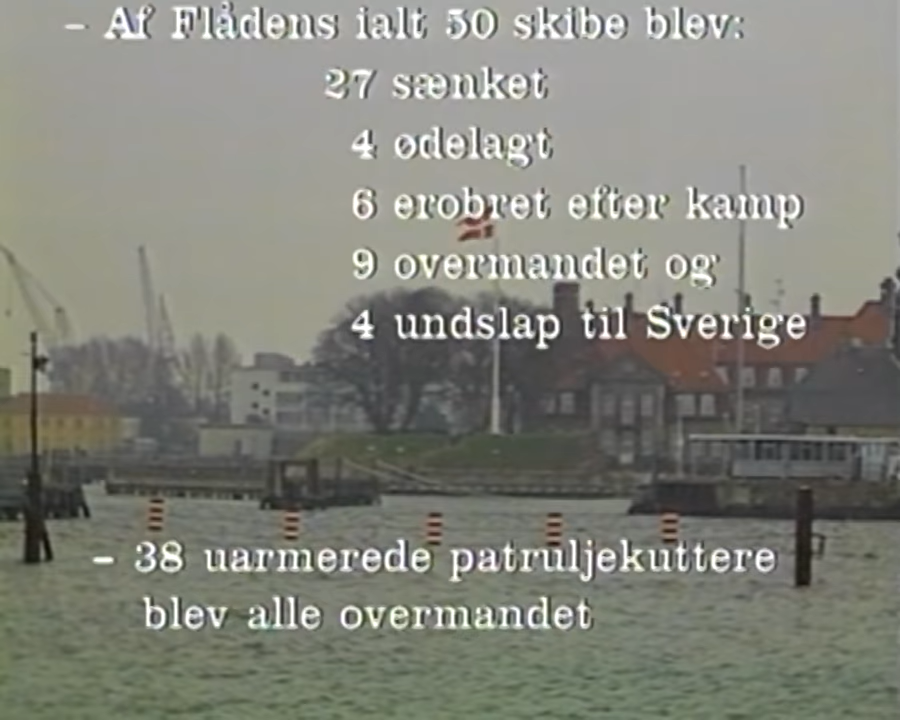 – Af Flådens ialt 50 skibe blev:
27 sænket
4 ødelagt
6 erobret efter kamp
9 overmandet og
4 undslap til Sverige
– 38 uarmerede patruljekuttere
blev alle overmandet